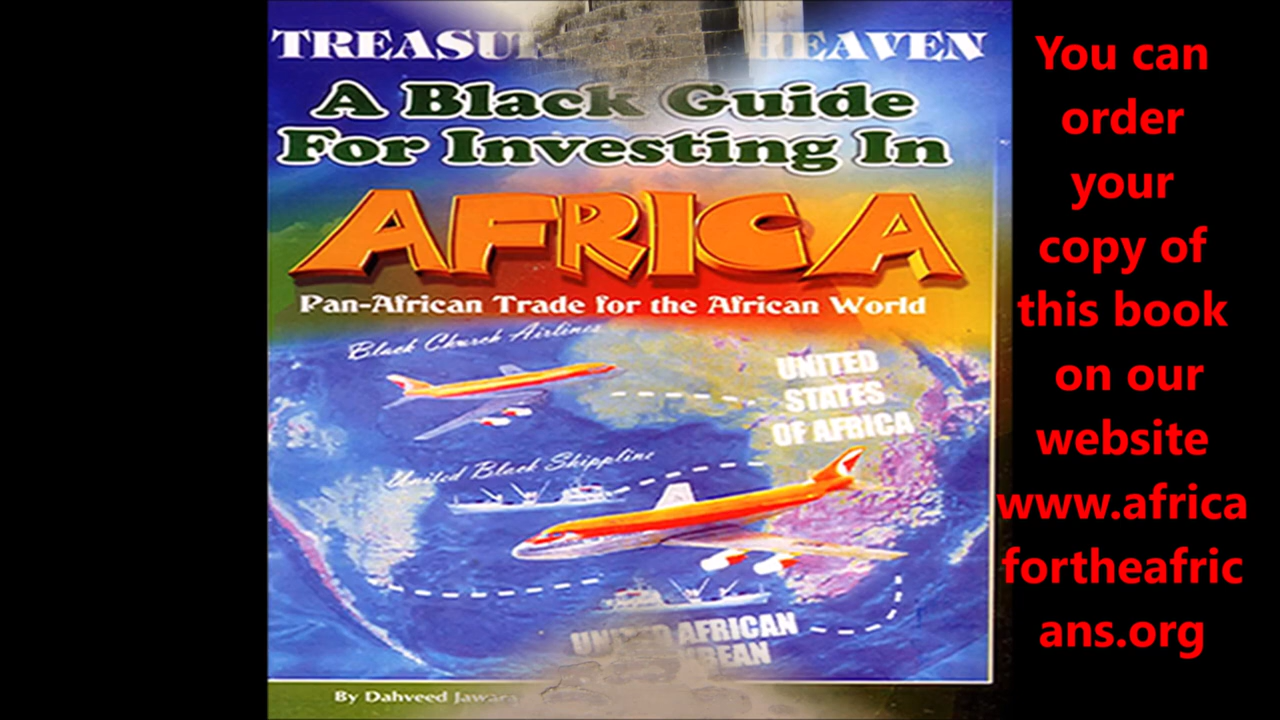 HEAVEN
A Black Guide
For Investing In
AFRICA
Pan-African Trade for the African World
Black Church Airlines
UNITED
STATES
OF AFRICA
United Black Shippline
AFRICAN
By Dahveed
You can
order
your
copy of
this book
on our
website
www.africa
fortheafric
ans.org